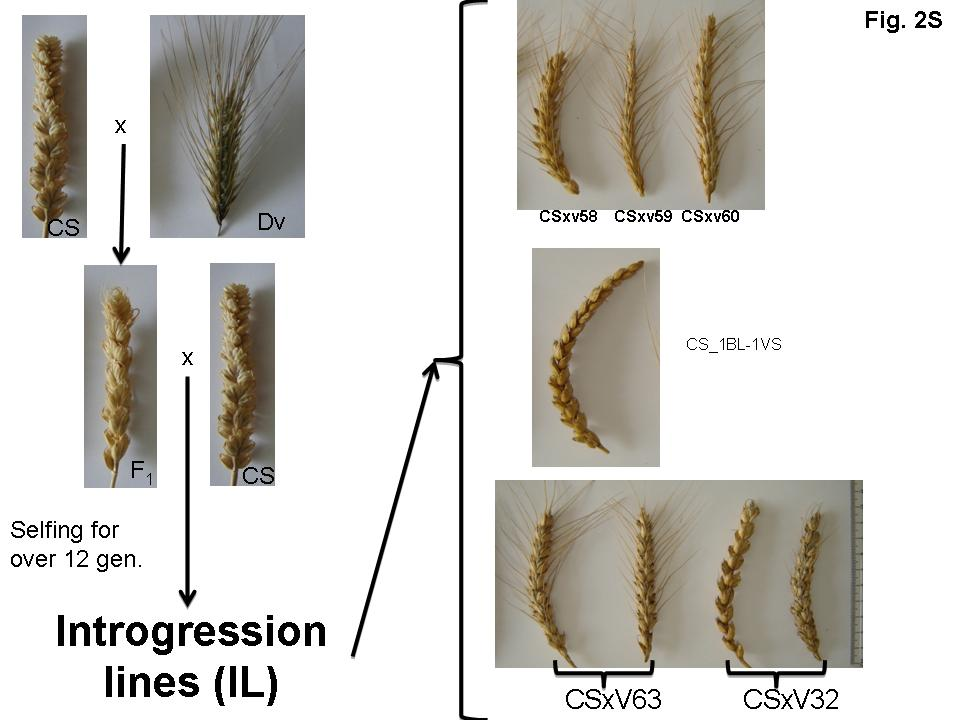 Fig. 2S
x
CS
Dv
x
F1
CS
Selfing for
over 12 gen.
Introgression
lines (IL)
CSxv58 CSxv59 CSxv60
CS_1BL-1VS
CSxV63 CSxV32